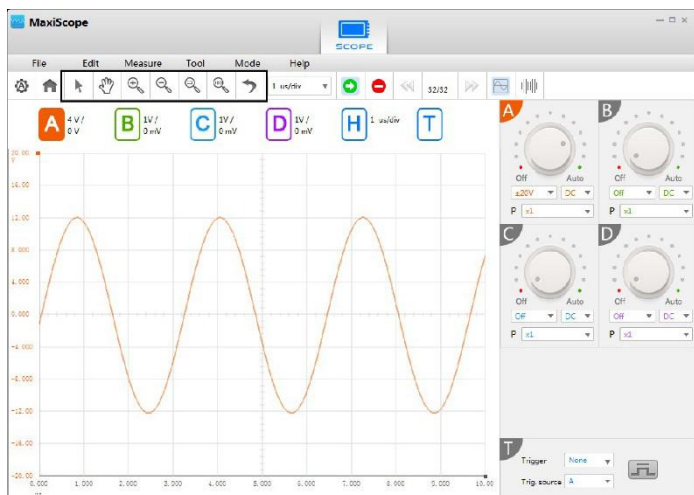 MaxiScope
SCOPE
File Edit Measure Tool Mode Help
1 us/div 32/32
A 4 V/ 0 V B 1V/ 0 mV C 1V/ 0 mV D 1V/ 0 mV H 1 us/div T
20.00
V
16.00
12.00
8.000
4.000
0.000
-4.000
-8.000
-12.00
-16.00
-20.00
0.000 1.000 2.000 3.000 4.000 5.000 6.000 7.000 8.000 9.000 10.00
A
Off Auto
±20V DC
P x1
B
Off Auto
Off DC
P x1
C
Off Auto
Off DC
P x1
D
Off Auto
Off DC
P x1
T
Trigger None
Trig. source A